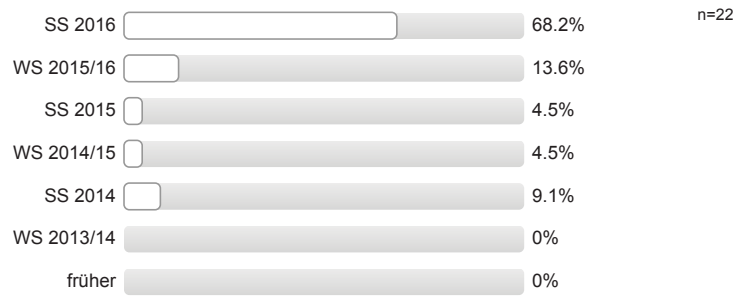 SS 2016 68.2% n=22
WS 2015/16 13.6%
SS 2015 4.5%
WS 2014/15 4.5%
SS 2014 9.1%
WS 2013/14 0%
früher 0%